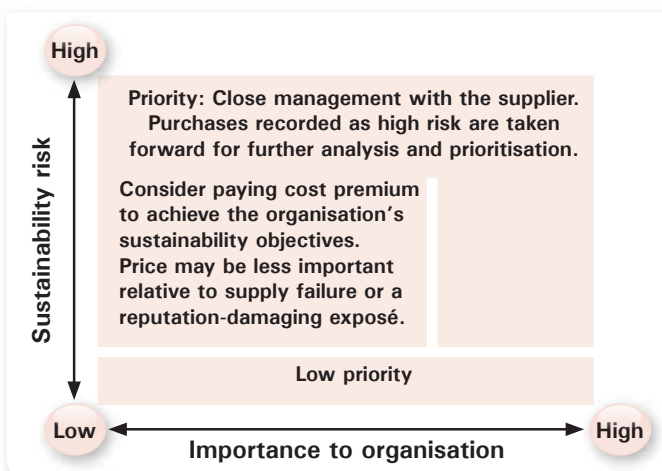 High
Sustainability risk
Priority: Close management with the supplier.
Purchases recorded as high risk are taken
forward for further analysis and prioritisation.
Consider paying cost premium
to achieve the organisation's
sustainability objectives.
Price may be less important
relative to supply failure or a
reputation-damaging exposé.
Low priority
Low
High
Importance to organisation